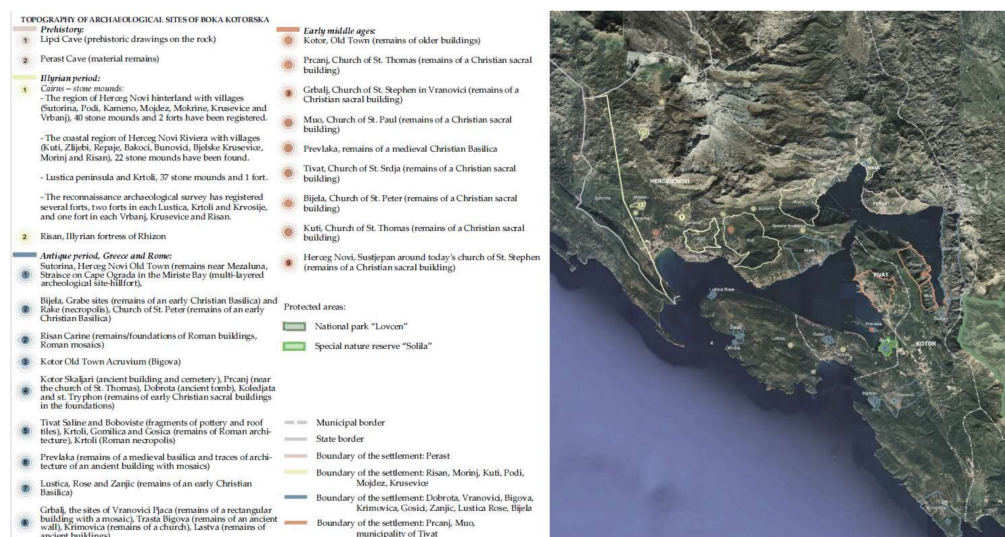 TOPOGRAPHY OF ARCHAEOLOGICAL SITES OF BOKA KOTORSKA
Prehistory:
1 Lipci Cave (prehistoric drawings on the rock)
2 Perast Cave (material remains)
Illyrian period:
1 Cairns – stone mounds:
- The region of Herceg Novi hinterland with villages
(Sutorina, Podi, Kameno, Mojdez, Mokrine, Krusevice and
Vrbanj), 40 stone mounds and 2 forts have been registered.
- The coastal region of Herceg Novi Riviera with villages
(Kuti, Zlijebi, Repaje, Bakoci, Bunovici, Bjelske Krusevice,
Morinj and Risan), 22 stone mounds have been found.
- Lustica peninsula and Krtoli, 37 stone mounds and 1 fort.
- The reconnaissance archaeological survey has registered
several forts, two forts in each Lustica, Krtoli and Krvosije,
and one fort in each Vrbanj, Krusevice and Risan.
2 Risan, Illyrian fortress of Rhizon
Antique period, Greece and Rome:
1 Sutorina, Herceg Novi Old Town (remains near Mezaluna,
Straisce on Cape Ograda in the Miriste Bay (multi-layered
archeological site-hillfort),
2 Bijela, Grabe sites (remains of an early Christian Basilica) and
Rake (necropolis), Church of St. Peter (remains of an early
Christian Basilica)
2 Risan Carine (remains/foundations of Roman buildings,
Roman mosaics)
3 Kotor Old Town Acruvium (Bigova)
4 Kotor Skaljari (ancient building and cemetery), Prcanj (near
the church of St. Thomas), Dobrota (ancient tomb), Koledjata
and st. Tryphon (remains of early Christian sacral buildings
in the foundations)
5 Tivat Saline and Boboviste (fragments of pottery and roof
tiles), Krtoli, Gomilica and Gosica (remains of Roman archi-
tecture), Krtoli (Roman necropolis)
6 Prevlaka (remains of a medieval basilica and traces of archi-
tecture of an ancient building with mosaics)
7 Lustica, Rose and Zanjic (remains of an early Christian
Basilica)
8 Grbalj, the sites of Vranovici Pjaca (remains of a rectangular
building with a mosaic), Trasta Bigova (remains of an ancient
wall), Krimovica (remains of a church), Lastva (remains of
ancient buildings)
Early middle ages:
Kotor, Old Town (remains of older buildings)
Prcanj, Church of St. Thomas (remains of a Christian sacral
building)
Grbalj, Church of St. Stephen in Vranovici (remains of a
Christian sacral building)
Muo, Church of St. Paul (remains of a Christian sacral
building)
Prevlaka, remains of a medieval Christian Basilica
Tivat, Church of St. Srdja (remains of a Christian sacral
building)
Bijela, Church of St. Peter (remains of a Christian sacral
building)
Kuti, Church of St. Thomas (remains of a Christian sacral
building)
9 Herceg Novi, Sustjepan around today's church of St. Stephen
(remains of a Christian sacral building)
Protected areas:
National park "Lovcen"
Special nature reserve "Solila"
Municipal border
State border
Boundary of the settlement: Perast
Boundary of the settlement: Risan, Morinj, Kuti, Podi,
Mojdez, Krusevice
Boundary of the settlement: Dobrota, Vranovici, Bigova,
Krimovica, Gosici, Zanjic, Lustica Rose, Bijela
Boundary of the settlement: Prcanj, Muo,
municipality of Tivat
HERCEG NOVI
TIVAT
KOTOR
Lustica Rose